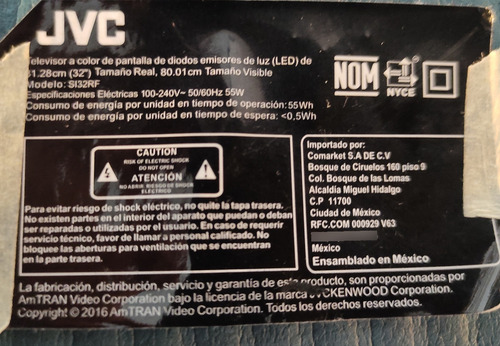 JVC
Televisor a color de pantalla de diodos emisores de luz (LED) de
81.28cm (32") Tamaño Real, 80.01cm Tamaño Visible
Modelo: SI32RF
Especificaciones Eléctricas 100-240V~ 50/60Hz 55W
Consumo de energía por unidad en tiempo de operación:55Wh
Consumo de energía por unidad en tiempo de espera: <0,5Wh
NOM
NYCE
CAUTION
RISK OF ELECTRIC SHOCK
DO NOT OPEN
ATENCIÓN
NO ABRIR. RIESGO DE SHOCK
ELÉCTRICO
Para evitar riesgo de shock eléctrico, no quite la tapa trasera.
No existen partes en el interior del aparato que puedan o deban
ser reparadas o utilizadas por el usuario. En caso de requerir
servicio técnico, favor de llamar a personal calificado. No
bloquee las aberturas para ventilación que se encuentran
en la parte trasera.
Importado por:
Comarket S.A DE C.V
Bosque de Ciruelos 160 piso 9
Col. Bosque de las Lomas
Alcaldía Miguel Hidalgo
C.P 11700
Ciudad de México
RFC.COM 000929 V63
México
Ensamblado en México
La fabricación, distribución, servicio y garantía de este producto, son proporcionadas por
AmTRAN Video Corporation bajo la licencia de la marca JVCKENWOOD Corporation.
Copyright © 2016 AmTRAN Video Corporation. Todos los derechos reservados.